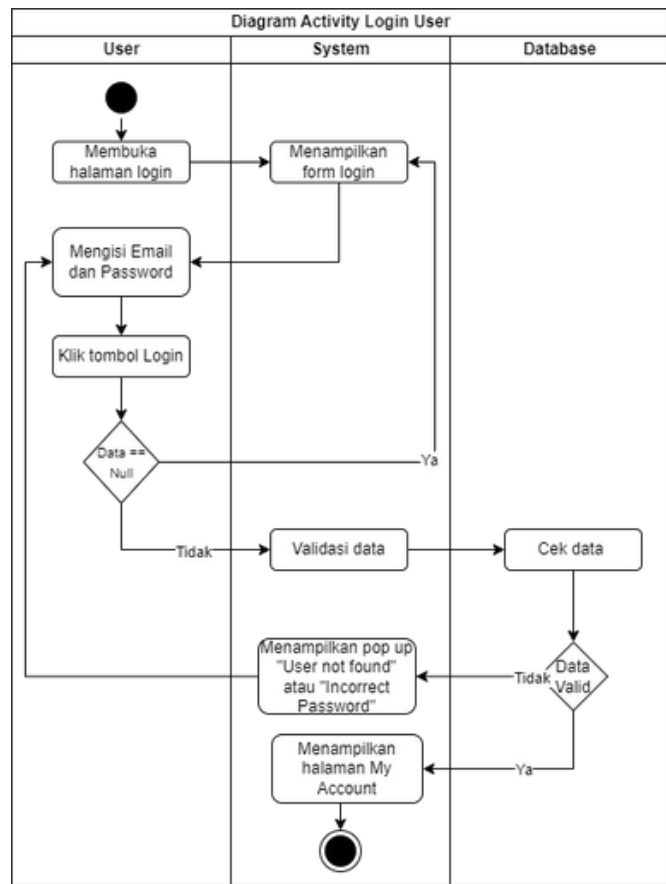 Diagram Activity Login User
User
System
Database
Membuka
halaman login
Menampilkan
form login
Mengisi Email
dan Password
Klik tombol Login
Data ==
Null
Ya
Tidak
Validasi data
Cek data
Menampilkan pop up
"User not found"
atau "Incorrect
Password"
Tidak
Data
Valid
Menampilkan
halaman My
Account
Ya